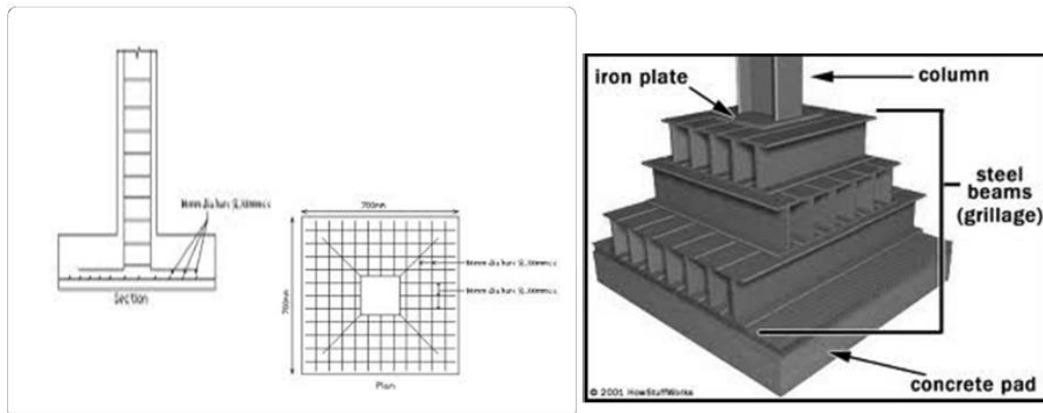 Section
700mm
700mm
Plan
iron plate
column
steel
beams
(grillage)
concrete pad
© 2001 HowStuffWorks